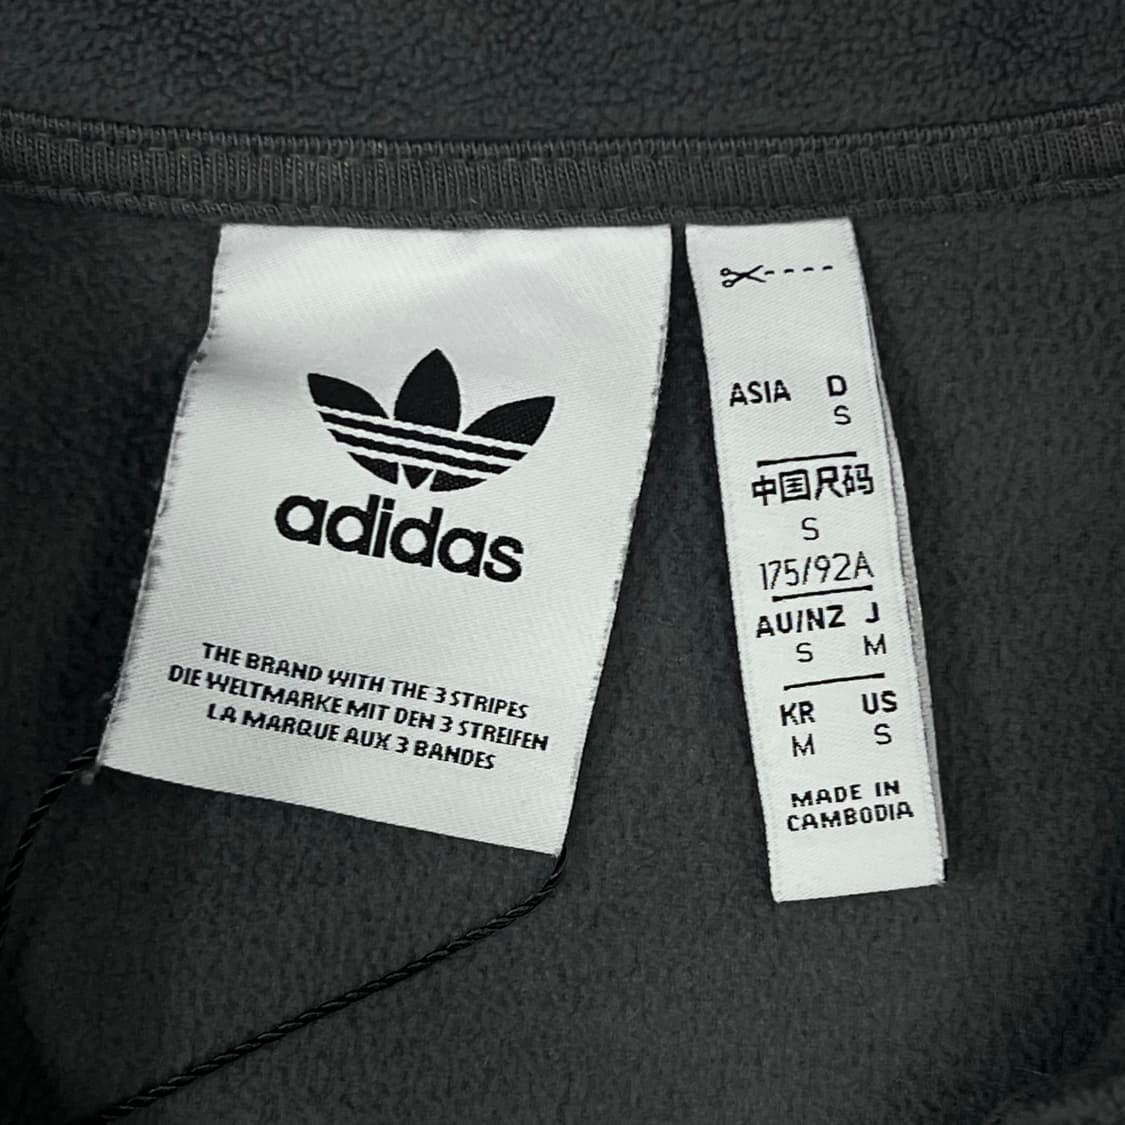 adidas
THE BRAND WITH THE 3 STRIPES
DIE WELTMARKE MIT DEN 3 STREIFEN
LA MARQUE AUX 3 BANDES
ASIA D
S
中国尺码
S
175/92A
AU/NZ J
S M
KR US
M S
MADE IN
CAMBODIA